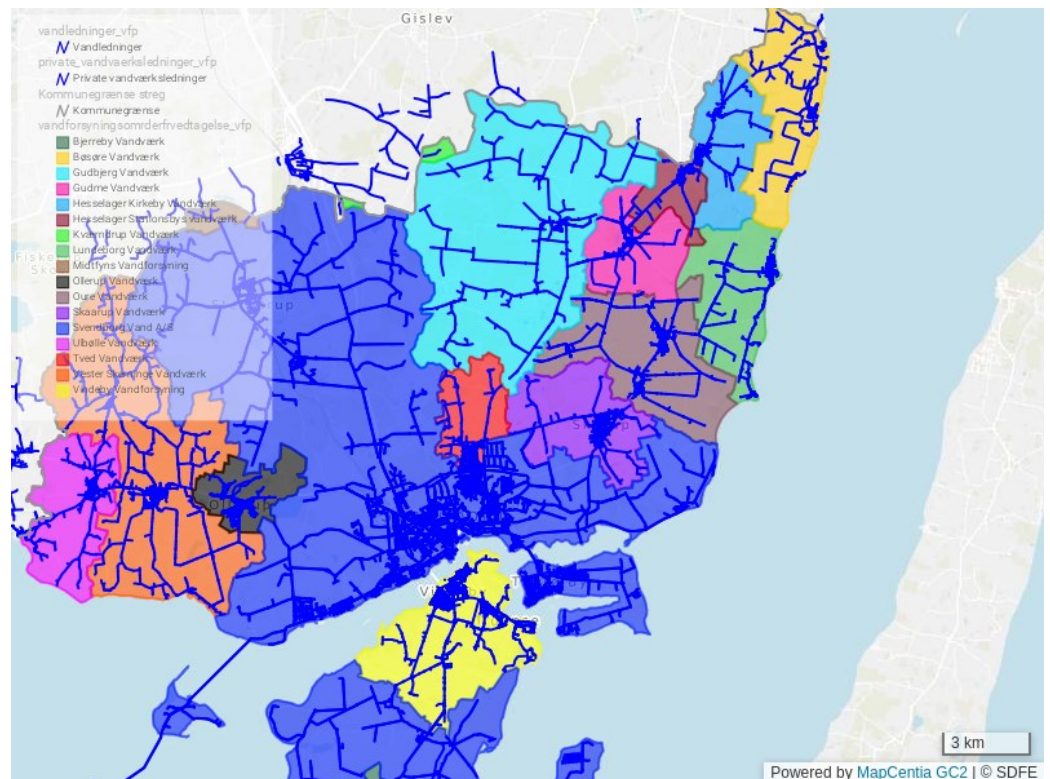 Gislev
vandledninger_vfp
Vandledninger
private_vandvaerksledninger_vfp
Private vandværksledninger
Kommunegrænse streg
Kommunegrænse
vandforsyningsomrderfrvedtagelse_vfp
Bjerreby Vandværk
Bøsøre Vandværk
Gudbjerg Vandværk
Gudme Vandværk
Hesselager Kirkeby Vandværk
Hesselager Stationsbys vandværk
Kværndrup Vandværk
Lundeborg Vandværk
Midtfyns Vandforsyning
Ollerup Vandværk
Oure Vandværk
Skaarup Vandværk
Svendborg Vand A/S
Ulbølle Vandværk
Tved Vandværk
Vester Skerninge Vandværk
Vindeby Vandforsyning
Ollerup
3 km
Powered by MapCentia GC2 | © SDFE